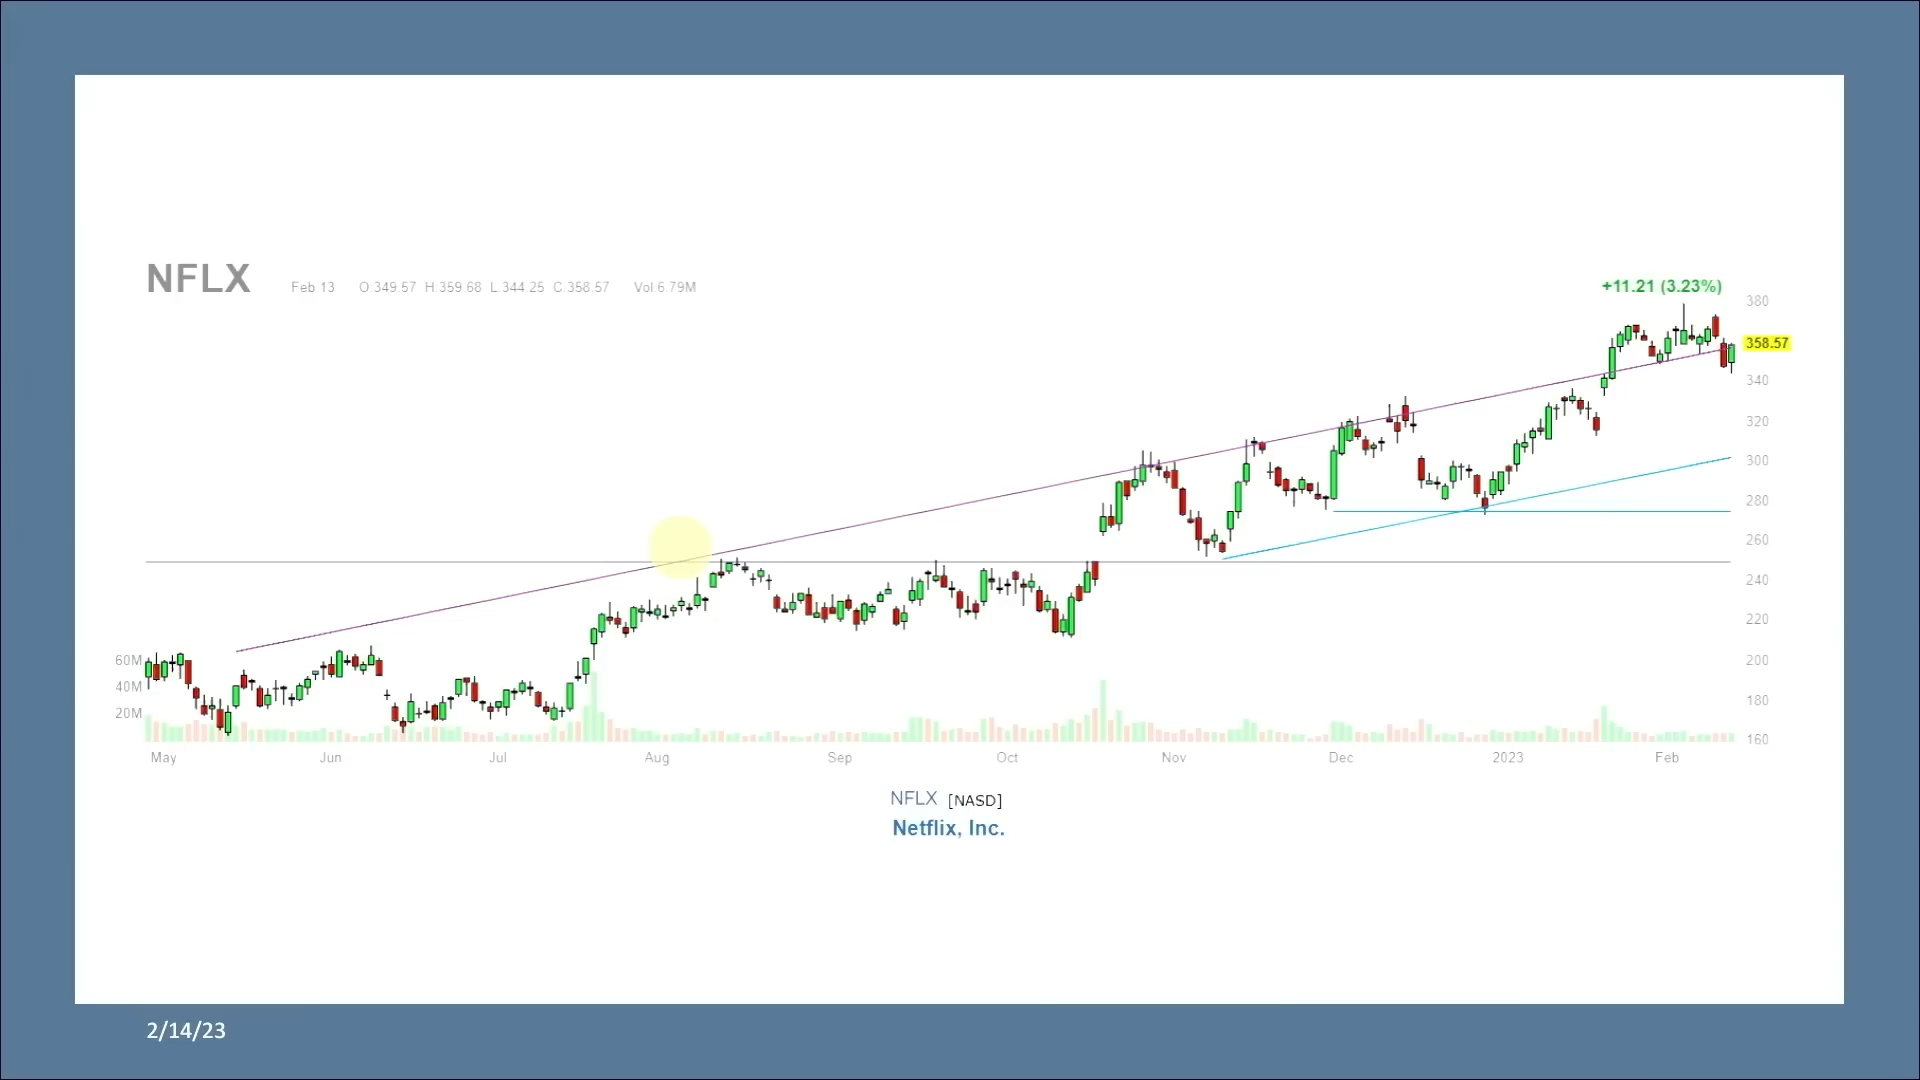 NFLX Feb 13 O:349.57 H:359.68 L:344.25 C:358.57 Vol:6.79M
+11.21 (3.23%)
380
358.57
340
320
300
280
260
240
220
60M 200
40M
180
20M
160
May Jun Jul Aug Sep Oct Nov Dec 2023 Feb
NFLX [NASD]
Netflix, Inc.
2/14/23